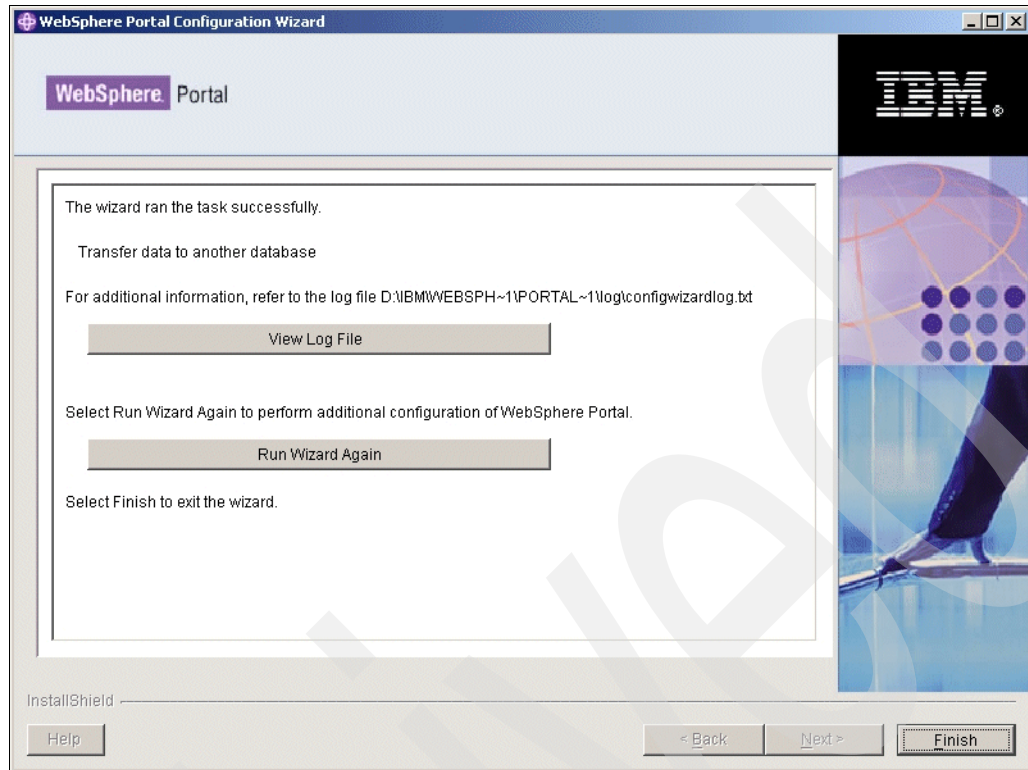 WebSphere Portal Configuration Wizard
WebSphere. Portal
IBM®
The wizard ran the task successfully.
Transfer data to another database
For additional information, refer to the log file D:\IBM\WEBSPH~1\PORTAL~1\log\configwizardlog.txt
View Log File
Select Run Wizard Again to perform additional configuration of WebSphere Portal.
Run Wizard Again
Select Finish to exit the wizard.
InstallShield
Help
< Back
Next >
Finish